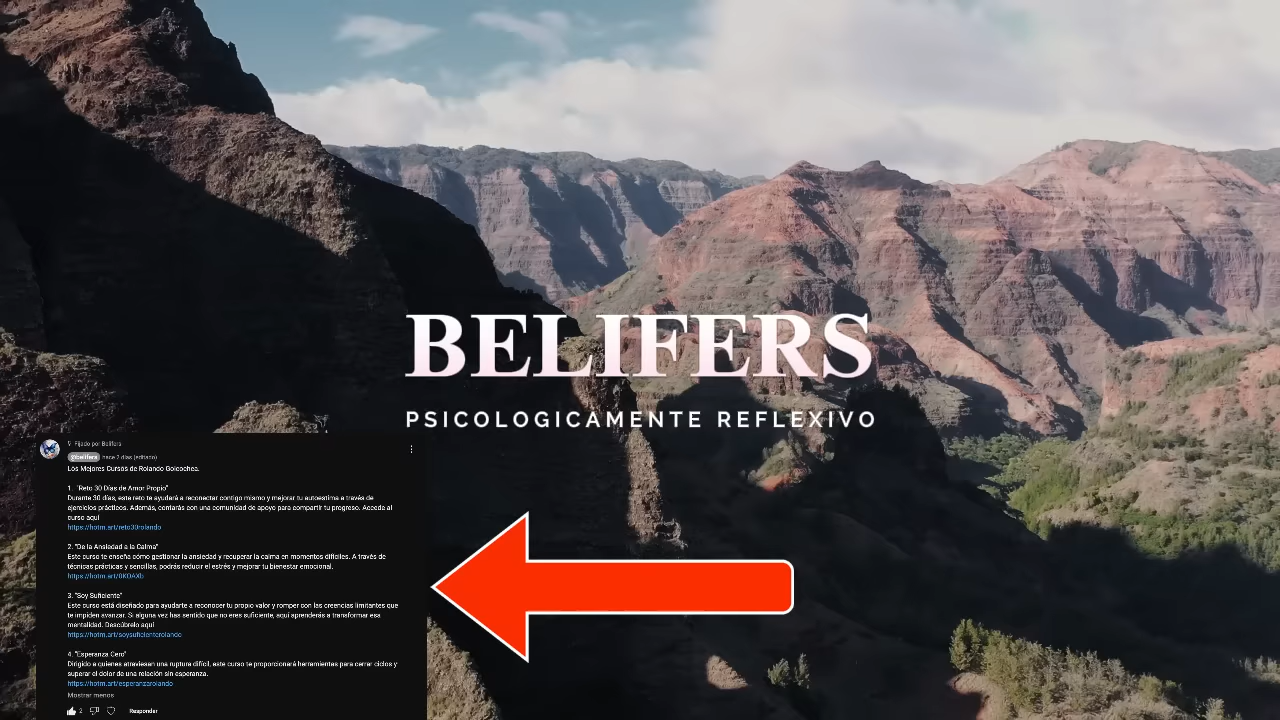 BELIFERS
PSICOLOGICAMENTE REFLEXIVO
Fijado por Belifers
@belifers hace 2 días (editado)
Los Mejores Cursos de Rolando Goicochea.
1. "Reto 30 Días de Amor Propio"
Durante 30 días, este reto te ayudará a reconectar contigo mismo y mejorar tu autoestima a través de
ejercicios prácticos. Además, contarás con una comunidad de apoyo para compartir tu progreso. Accede al
curso aquí
https://hotm.art/reto30rolando
2. "De la Ansiedad a la Calma"
Este curso te enseña cómo gestionar la ansiedad y recuperar la calma en momentos difíciles. A través de
técnicas prácticas y sencillas, podrás reducir el estrés y mejorar tu bienestar emocional.
https://hotm.art/0KOAXb
3. "Soy Suficiente"
Este curso está diseñado para ayudarte a reconocer tu propio valor y romper con las creencias limitantes que
te impiden avanzar. Si alguna vez has sentido que no eres suficiente, aquí aprenderás a transformar esa
mentalidad. Descúbrelo aquí
https://hotm.art/soysuficienterolando
4. "Esperanza Cero"
Dirigido a quienes atraviesan una ruptura difícil, este curso te proporcionará herramientas para cerrar ciclos y
superar el dolor de una relación sin esperanza.
https://hotm.art/esperanzarolando
Mostrar menos
2 Responder